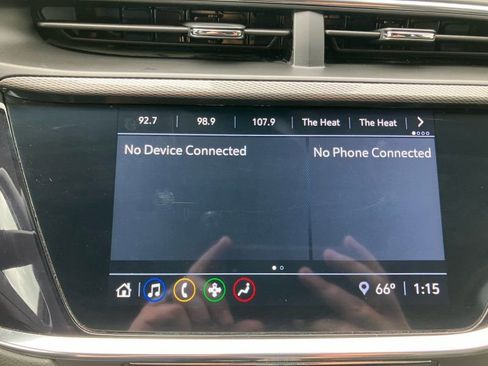 92.7 98.9 107.9 The Heat The Heat
No Device Connected No Phone Connected
66° 1:15